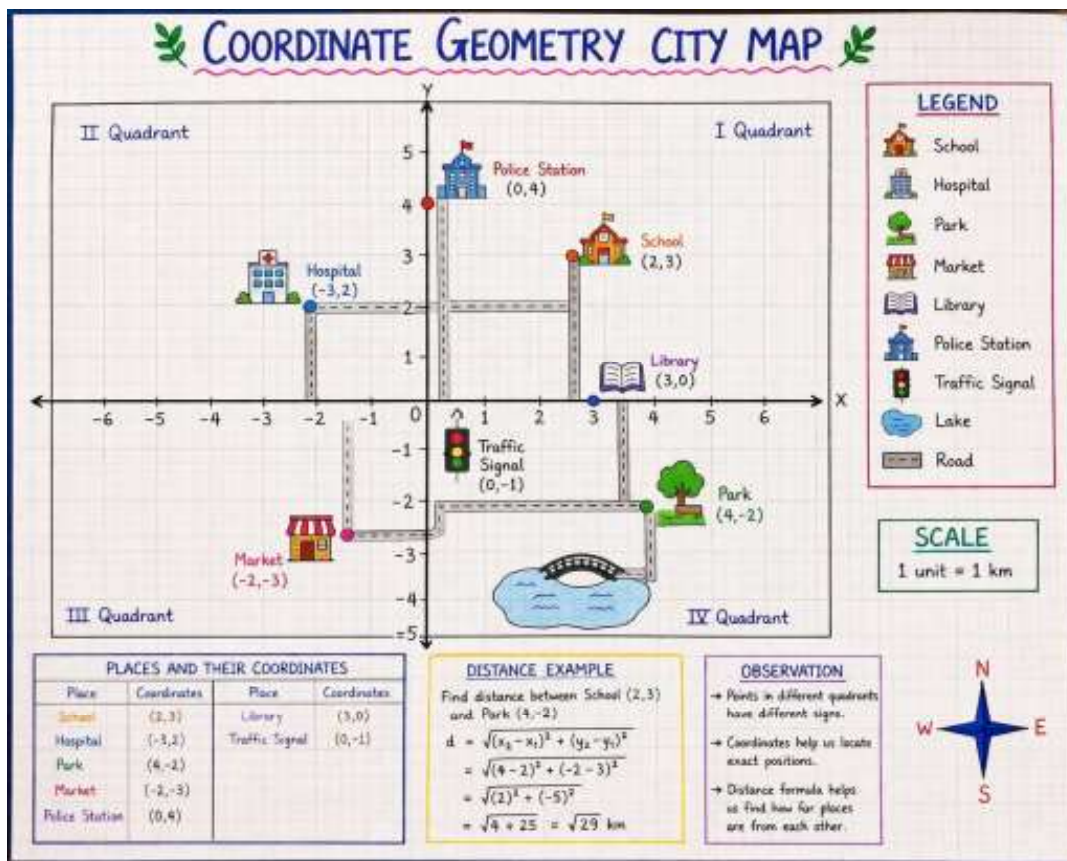 COORDINATE GEOMETRY CITY MAP
Y
II Quadrant
I Quadrant
5
Police Station
(0,4)
4
School
(2,3)
3
Hospital
(-3,2)
2
1
Library
(3,0)
-6 -4 -3 -2 -1 0 1 2 3 4 5 6 X
-1
Traffic
Signal
(0,-1)
-2
Park
(4,-2)
-3
Market
(-2,-3)
-4
III Quadrant
IV Quadrant
-5
LEGEND
School
Hospital
Park
Market
Library
Police Station
Traffic Signal
Lake
Road
SCALE
1 unit = 1 km
PLACES AND THEIR COORDINATES
Place Coordinates Place Coordinates
School (2,3) Library (3,0)
Hospital (-3,2) Traffic Signal (0,-1)
Park (4,-2)
Market (-2,-3)
Police Station (0,4)
DISTANCE EXAMPLE
Find distance between School (2,3)
and Park (4,-2)
d = √(x₂-x₁)² + (y₂-y₁)²
= √(4-2)² + (-2-3)²
= √(2)² + (-5)²
= √4 + 25 = √29 km
OBSERVATION
→ Points in different quadrants
have different signs.
→ Coordinates help us locate
exact positions.
→ Distance formula helps
us find how far places
are from each other.
N
W E
S